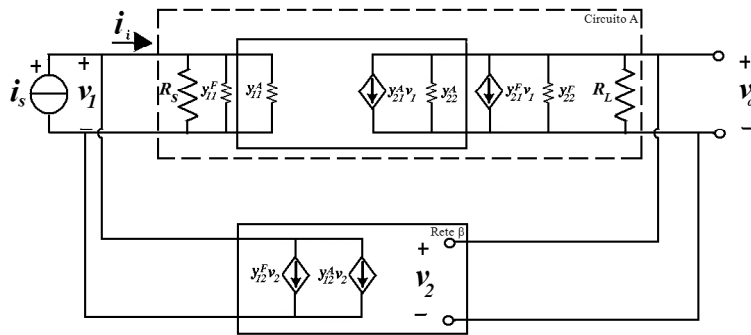 Circuito A
i_i
+ + +
i_s v_1 R_S y_11^F y_11^A y_21^A v_1 y_22^A y_21^F v_1 y_22^F R_L
− −
Rete β
+
y_12^F v_2 y_12^A v_2 v_2
−